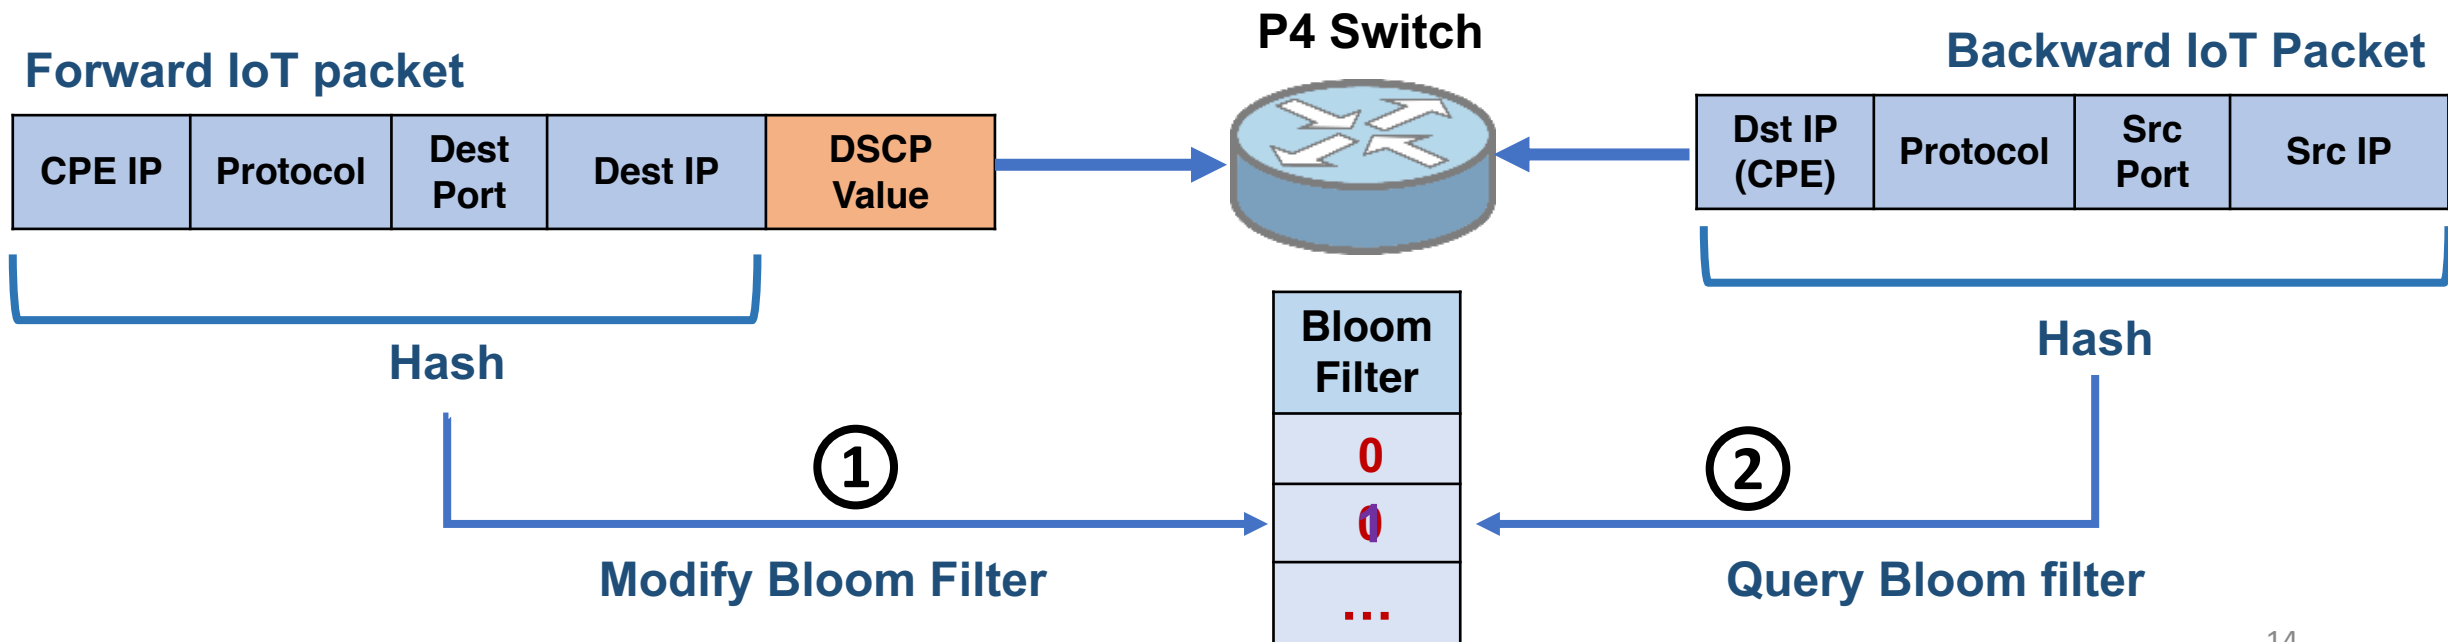 P4 Switch
Forward IoT packet
Backward IoT Packet
CPE IP
Protocol
Dest
Port
Dest IP
DSCP
Value
Dst IP
(CPE)
Protocol
Src
Port
Src IP
Hash
Hash
Bloom
Filter
0
0
1
...
1
Modify Bloom Filter
2
Query Bloom filter
14